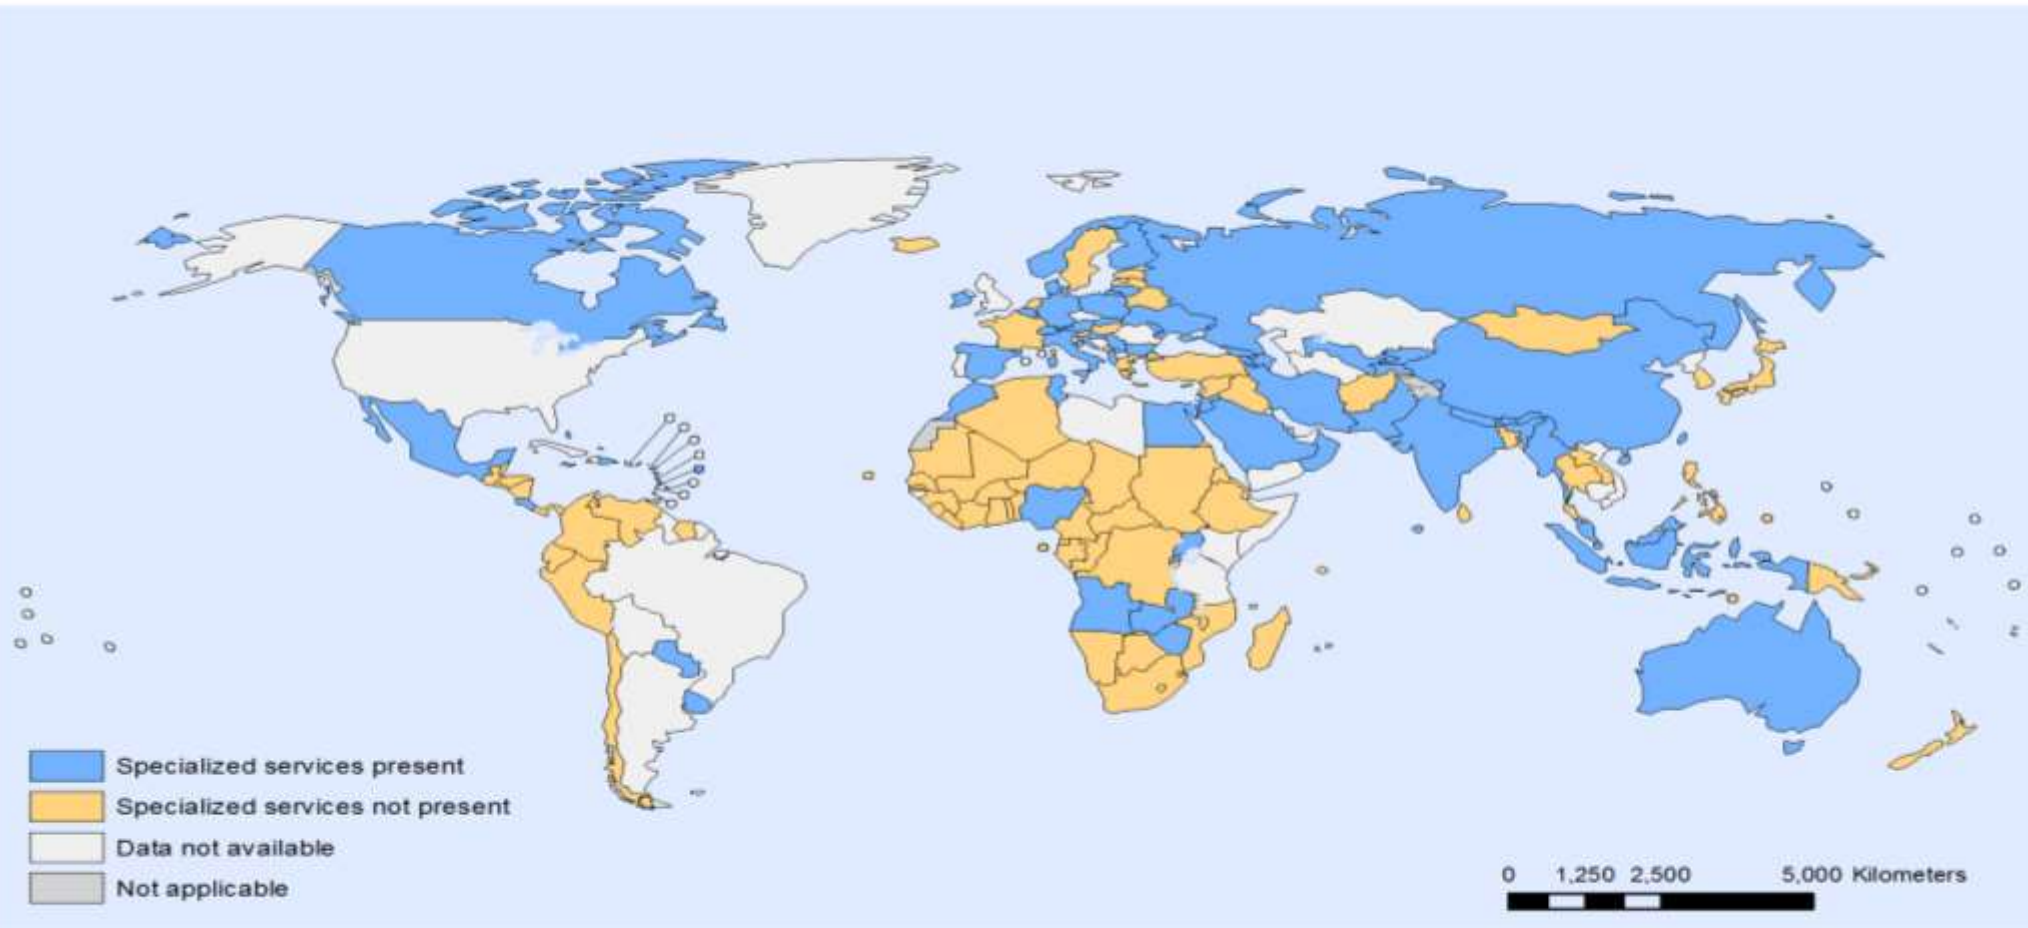 Specialized services present
Specialized services not present
Data not available
Not applicable
0 1,250 2,500 5,000 Kilometers